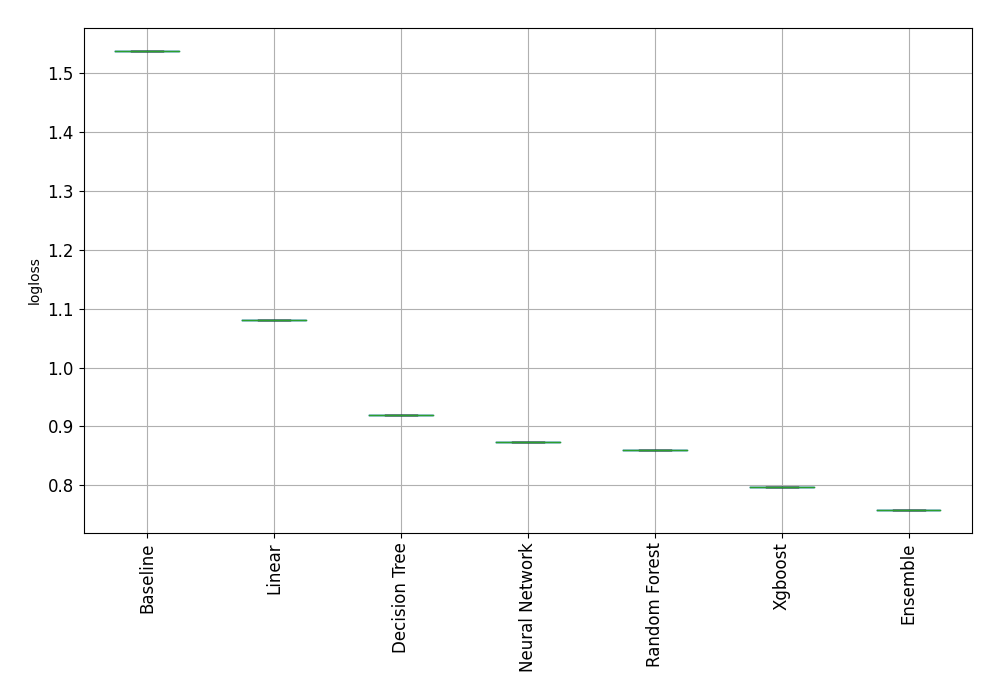 1.5
1.4
1.3
1.2
1.1
1.0
0.9
0.8
logloss
Baseline
Linear
Decision Tree
Neural Network
Random Forest
Xgboost
Ensemble